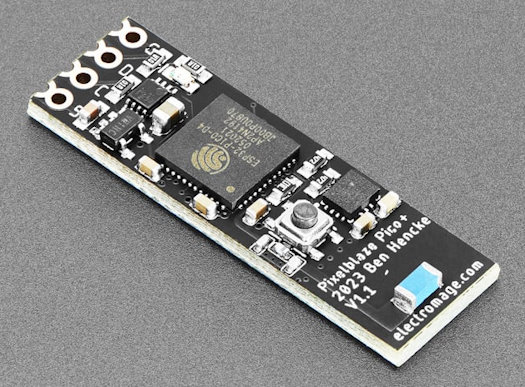 ESP32-PICO-D4
Pixelblaze Pico+
2023 Ben Hencke
V1.1
electromage.com